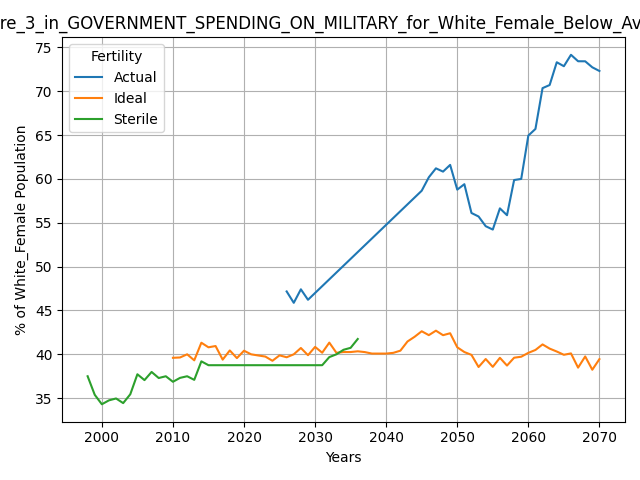 re_3_in_GOVERNMENT_SPENDING_ON_MILITARY_for_White_Female_Below_Av
Fertility
Actual
Ideal
Sterile
% of White_Female Population
75
70
65
60
55
50
45
40
35
2000 2010 2020 2030 2040 2050 2060 2070
Years